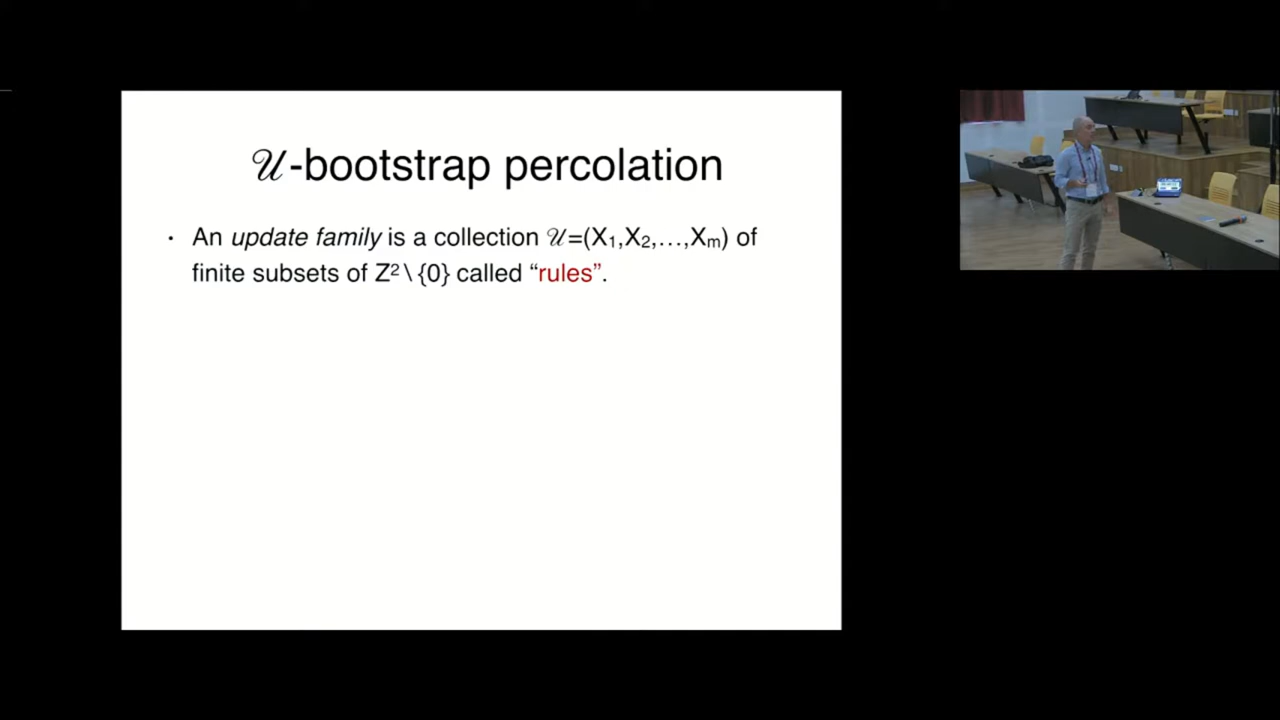 𝒰-bootstrap percolation
· An update family is a collection 𝒰=(X₁,X₂,…,Xₘ) of
finite subsets of Z² \ {0} called “rules”.